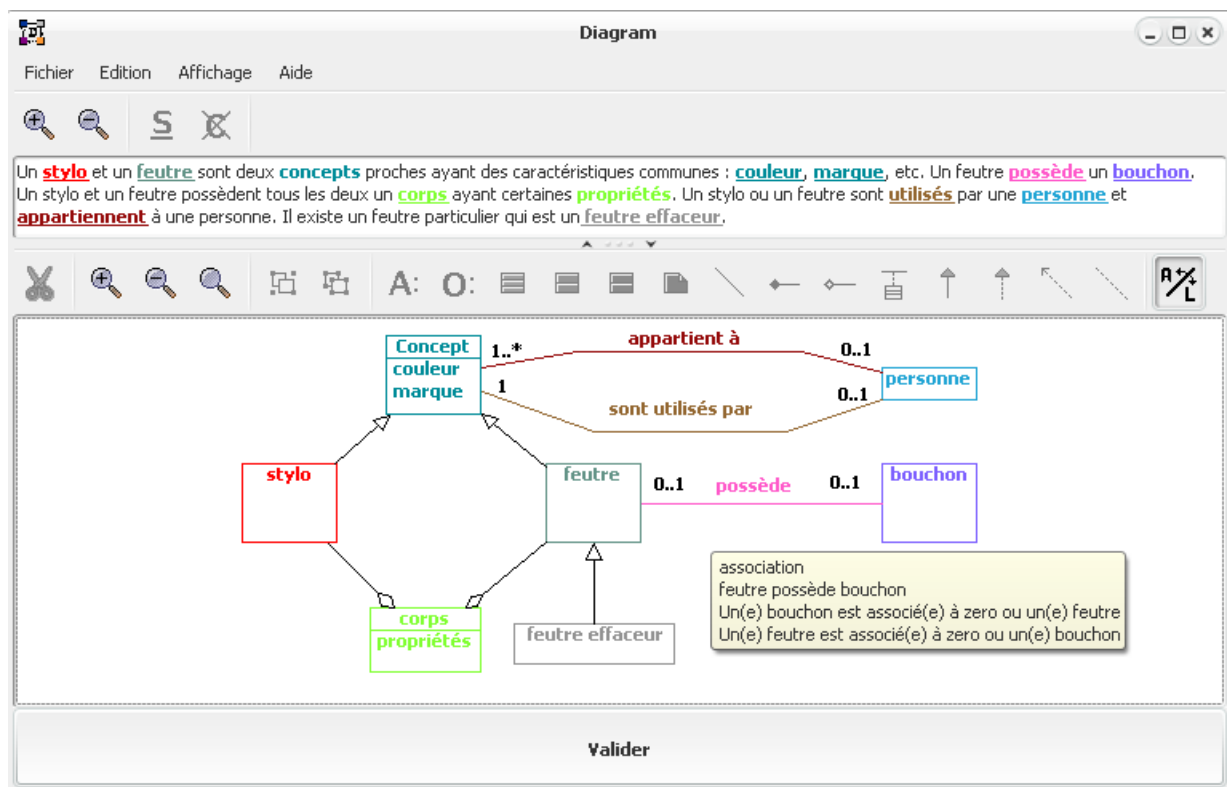 Diagram
Fichier Edition Affichage Aide
S C
Un stylo et un feutre sont deux concepts proches ayant des caractéristiques communes : couleur, marque, etc. Un feutre possède un bouchon.
Un stylo et un feutre possèdent tous les deux un corps ayant certaines propriétés. Un stylo ou un feutre sont utilisés par une personne et
appartiennent à une personne. Il existe un feutre particulier qui est un feutre effaceur.
A: O: A L
Concept
couleur
marque
1..* appartient à 0..1
1 sont utilisés par 0..1
personne
stylo
feutre
0..1 possède 0..1
bouchon
corps
propriétés
feutre effaceur
association
feutre possède bouchon
Un(e) bouchon est associé(e) à zero ou un(e) feutre
Un(e) feutre est associé(e) à zero ou un(e) bouchon
Valider